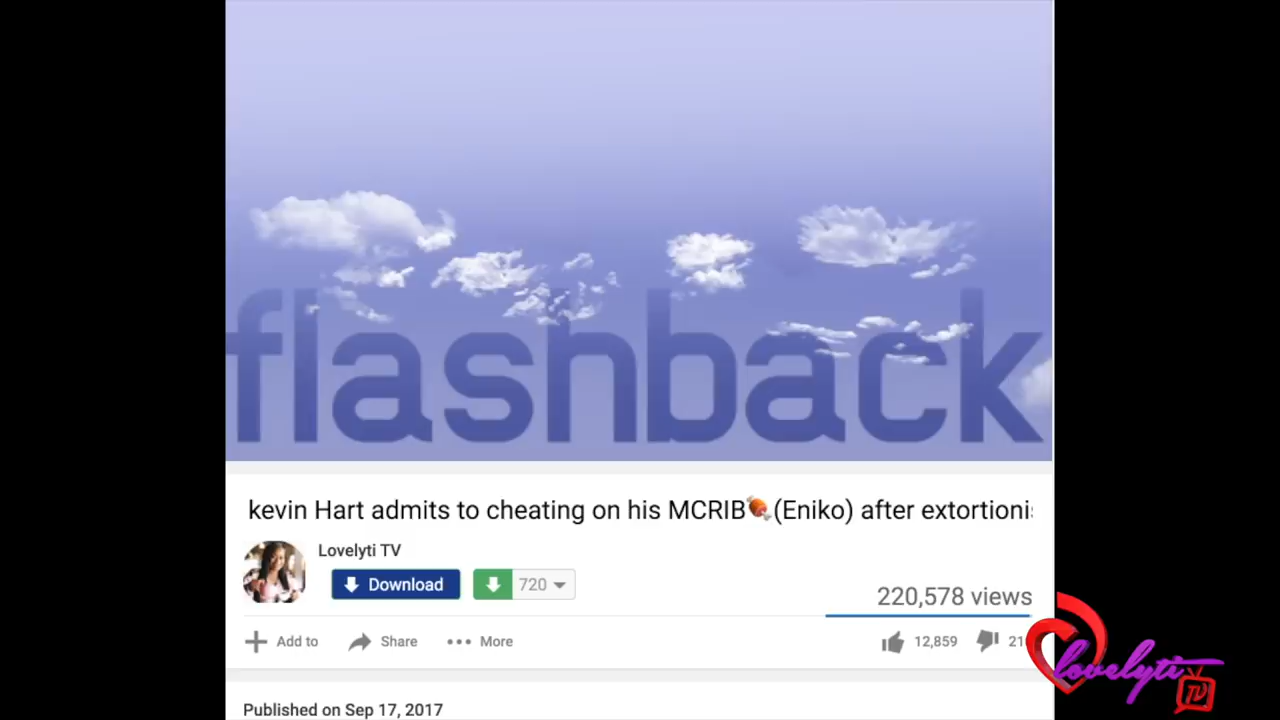 flashback
kevin Hart admits to cheating on his MCRIB🍖(Eniko) after extortioni
Lovelyti TV
Download
720
220,578 views
Add to
Share
More
12,859
21
Published on Sep 17, 2017
lovelyti
TV